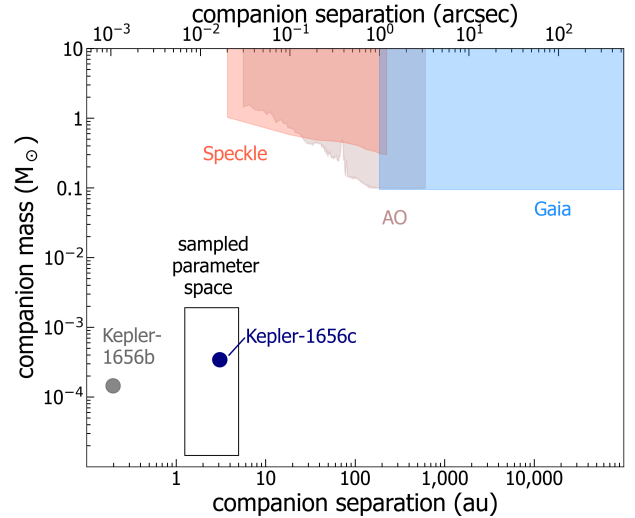 companion separation (arcsec)
10⁻³ 10⁻² 10⁻¹ 10⁰ 10¹ 10²
10
1
Speckle
0.1
Gaia
AO
companion mass (M⊙)
sampled
parameter
space
10⁻²
10⁻³
Kepler-
1656b
Kepler-1656c
10⁻⁴
1 10 100 1,000 10,000
companion separation (au)